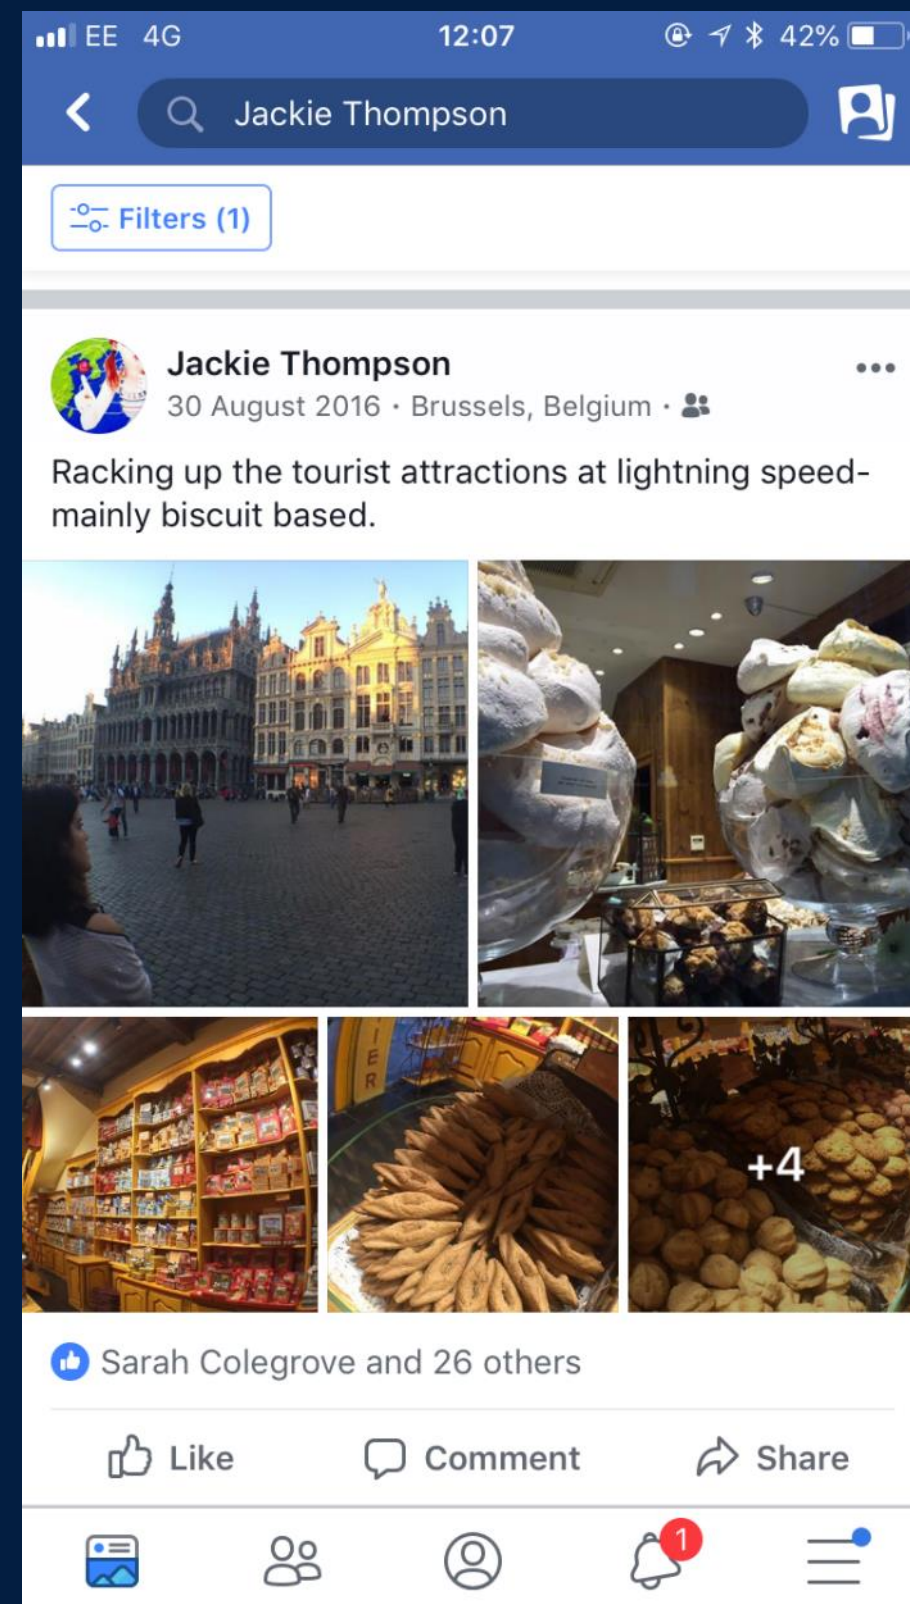 EE 4G 12:07 42%
Jackie Thompson
Filters (1)
Jackie Thompson
30 August 2016 · Brussels, Belgium ·
Racking up the tourist attractions at lightning speed-
mainly biscuit based.
IER
+4
Sarah Colegrove and 26 others
Like Comment Share
1